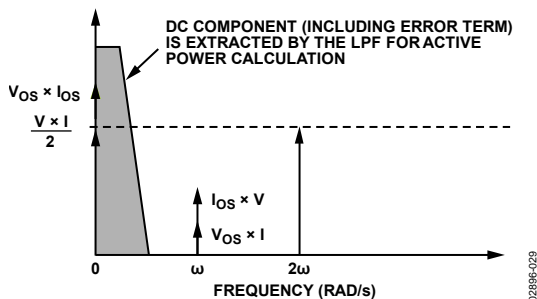 DC COMPONENT (INCLUDING ERROR TERM)
IS EXTRACTED BY THE LPF FOR ACTIVE
POWER CALCULATION
VOS × IOS
V × I
2
IOS × V
VOS × I
0
ω
2ω
FREQUENCY (RAD/s)
02896-029